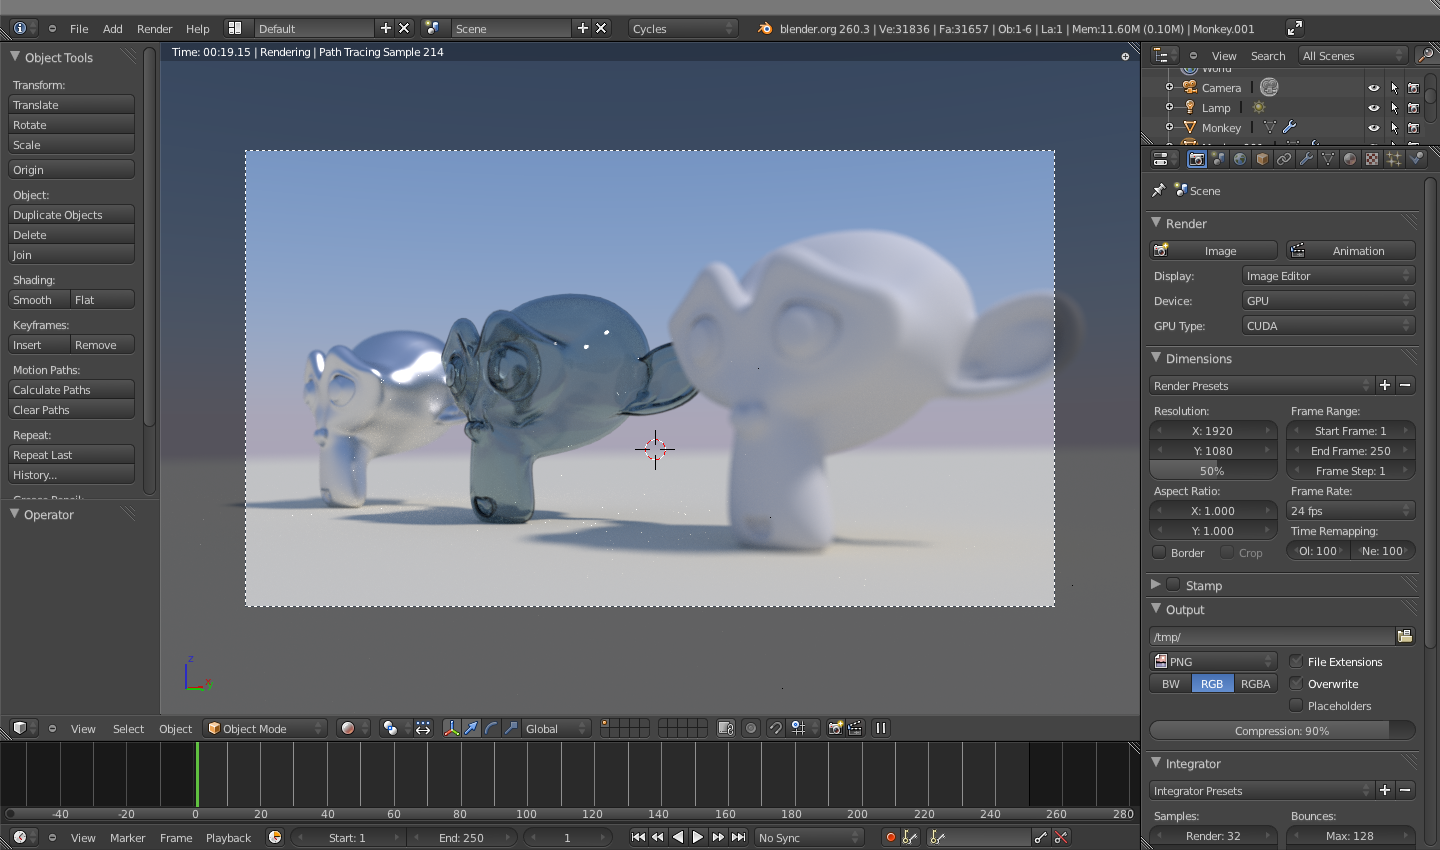 File Add Render Help Default Scene Cycles blender.org 260.3 | Ve:31836 | Fa:31657 | Ob:1-6 | La:1 | Mem:11.60M (0.10M) | Monkey.001
Time: 00:19.15 | Rendering | Path Tracing Sample 214
Object Tools
Transform:
Translate
Rotate
Scale
Origin
Object:
Duplicate Objects
Delete
Join
Shading:
Smooth Flat
Keyframes:
Insert Remove
Motion Paths:
Calculate Paths
Clear Paths
Repeat:
Repeat Last
History...
Grease Pencil:
Operator
z
y
View Select Object Object Mode Global
-40 -20 0 20 40 60 80 100 120 140 160 180 200 220 240 260 280
View Marker Frame Playback Start: 1 End: 250 1 No Sync
View Search All Scenes
World
Camera
Lamp
Monkey
Scene
Render
Image Animation
Display: Image Editor
Device: GPU
GPU Type: CUDA
Dimensions
Render Presets
Resolution: Frame Range:
X: 1920 Start Frame: 1
Y: 1080 End Frame: 250
50% Frame Step: 1
Aspect Ratio: Frame Rate:
X: 1.000 24 fps
Y: 1.000 Time Remapping:
Border Crop Ol: 100 Ne: 100
Stamp
Output
/tmp/
PNG File Extensions
BW RGB RGBA Overwrite
Placeholders
Compression: 90%
Integrator
Integrator Presets
Samples: Bounces:
Render: 32 Max: 128